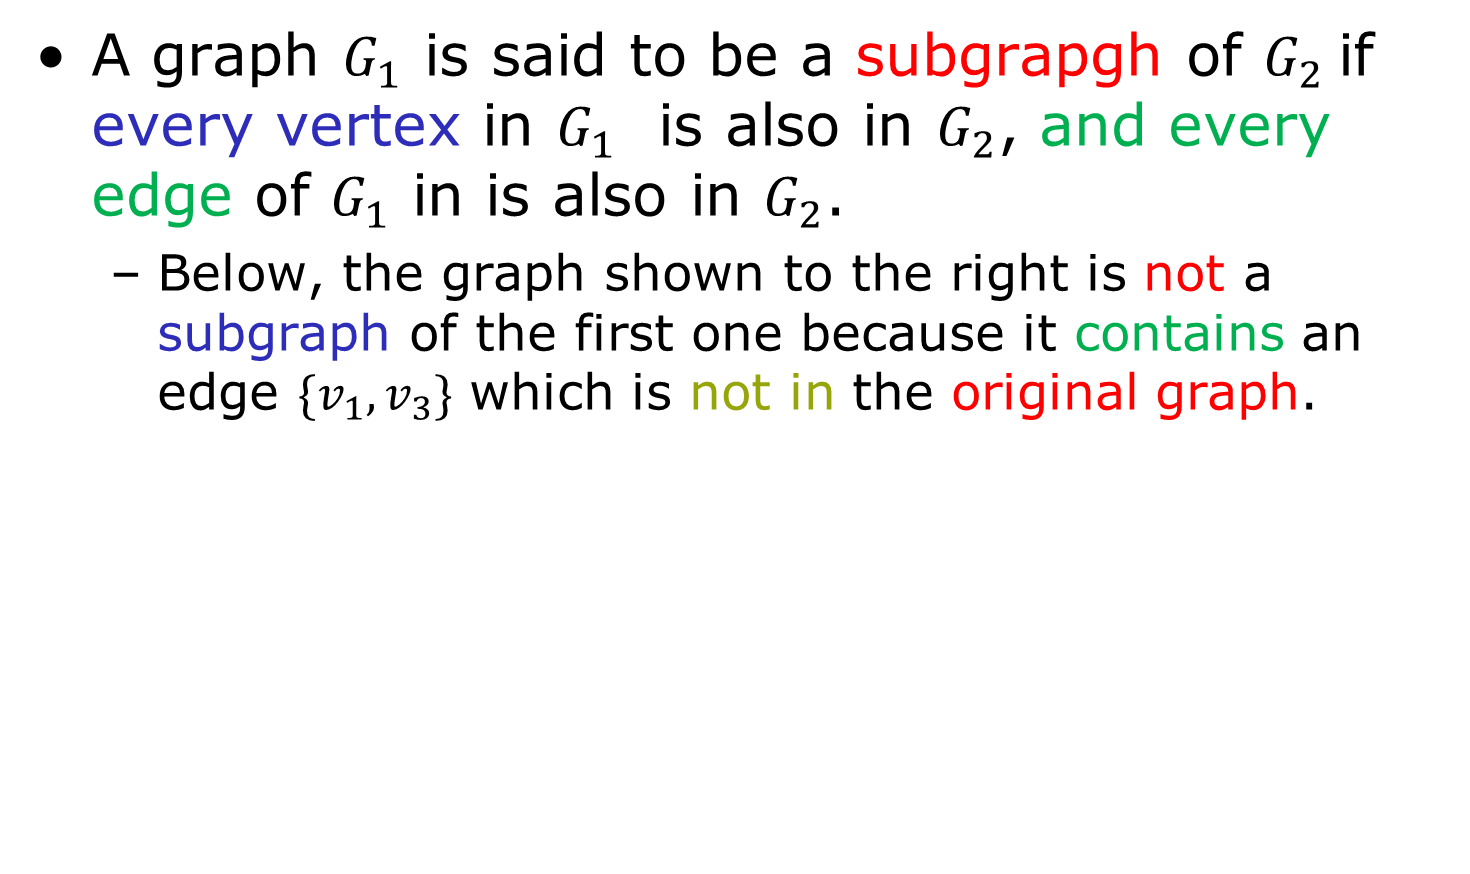 • A graph 𝐺₁ is said to be a subgrapgh of 𝐺₂ if
every vertex in 𝐺₁ is also in 𝐺₂, and every
edge of 𝐺₁ in is also in 𝐺₂.
– Below, the graph shown to the right is not a
subgraph of the first one because it contains an
edge {𝑣₁, 𝑣₃} which is not in the original graph.